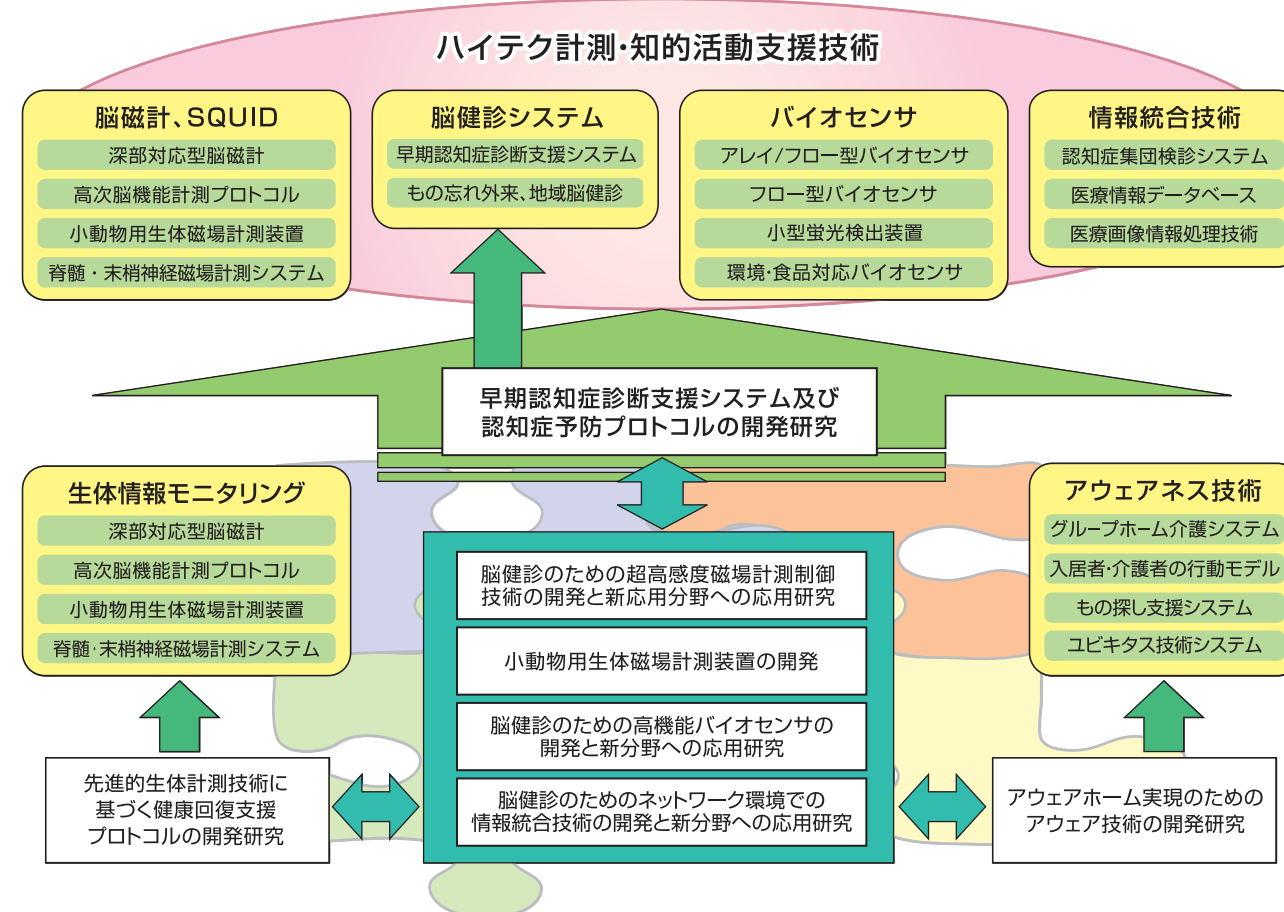 ハイテク計測・知的活動支援技術
脳磁計、SQUID
深部対応型脳磁計
高次脳機能計測プロトコル
小動物用生体磁場計測装置
脊髄・末梢神経磁場計測システム
脳健診システム
早期認知症診断支援システム
もの忘れ外来、地域脳健診
バイオセンサ
アレイ/フロー型バイオセンサ
フロー型バイオセンサ
小型蛍光検出装置
環境・食品対応バイオセンサ
情報統合技術
認知症集団検診システム
医療情報データベース
医療画像情報処理技術
早期認知症診断支援システム及び
認知症予防プロトコルの開発研究
生体情報モニタリング
深部対応型脳磁計
高次脳機能計測プロトコル
小動物用生体磁場計測装置
脊髄・末梢神経磁場計測システム
アウェアネス技術
グループホーム介護システム
入居者・介護者の行動モデル
もの探し支援システム
ユビキタス技術システム
脳健診のための超高感度磁場計測制御
技術の開発と新応用分野への応用研究
小動物用生体磁場計測装置の開発
脳健診のための高機能バイオセンサの
開発と新分野への応用研究
脳健診のためのネットワーク環境での
情報統合技術の開発と新分野への応用研究
先進的生体計測技術に
基づく健康回復支援
プロトコルの開発研究
アウェアホーム実現のための
アウェア技術の開発研究